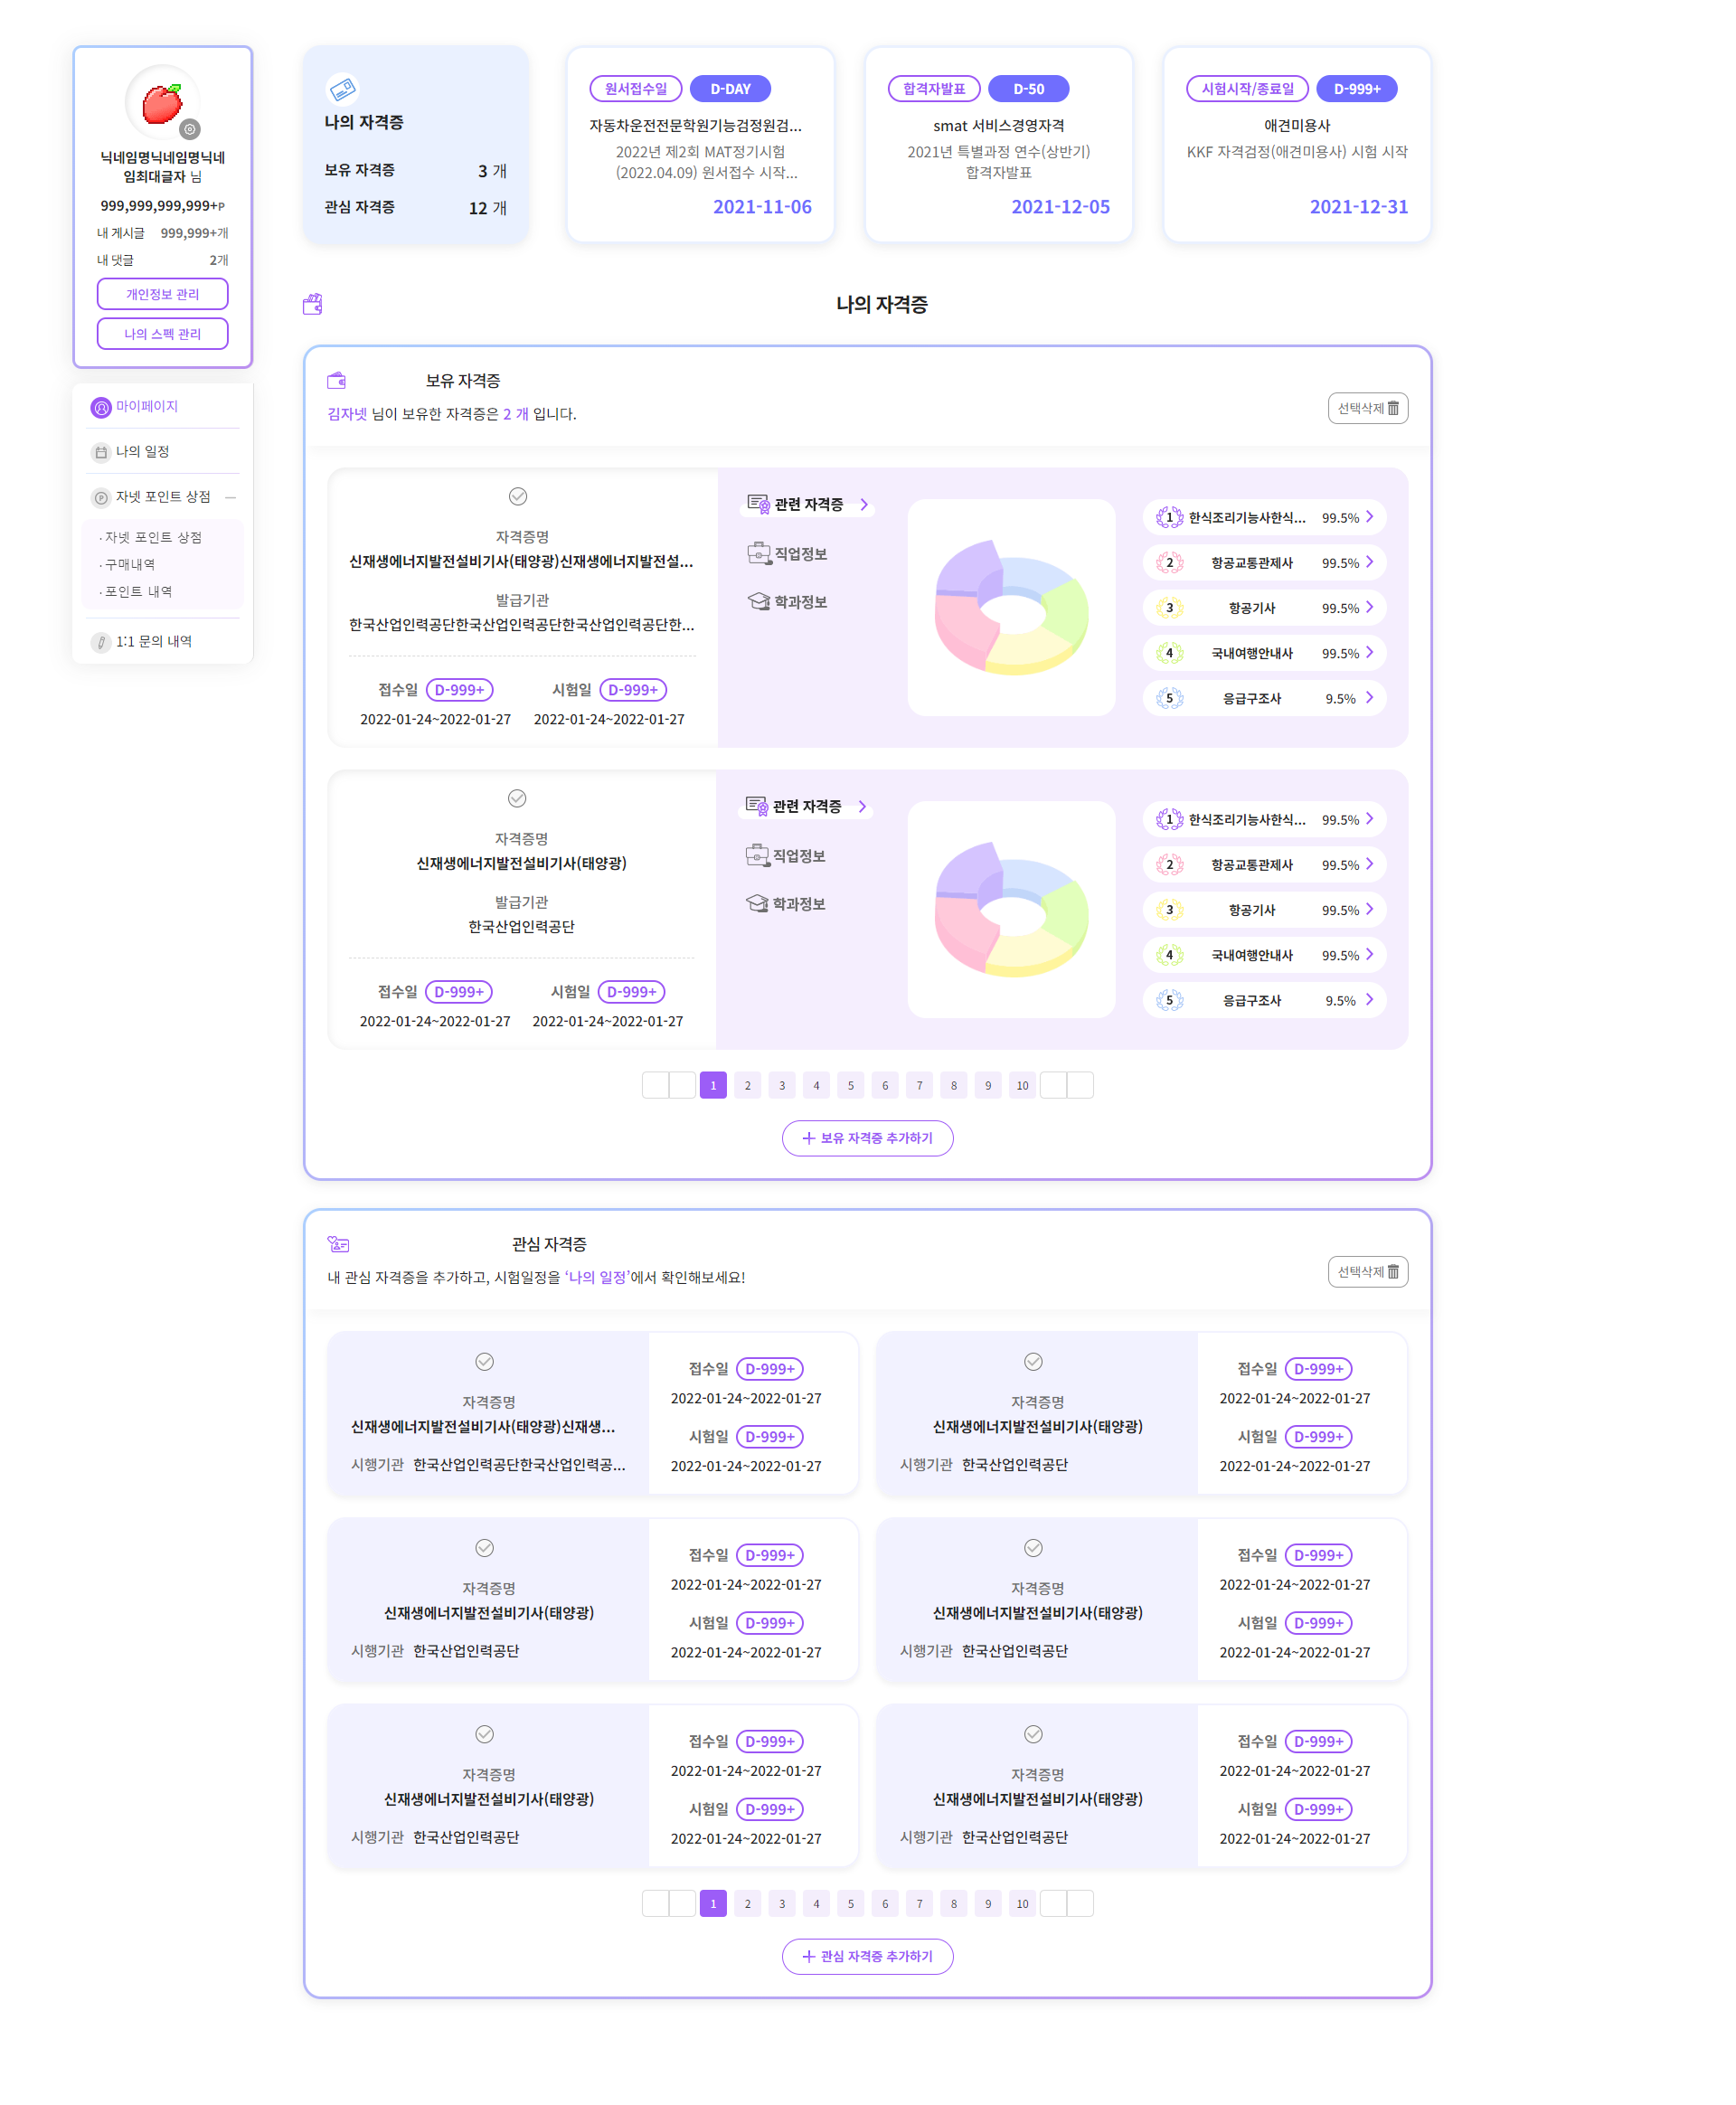 닉네임명닉네임명닉네
임최대글자 님
999,999,999,999+P
내 게시글 999,999+개
내 댓글 2개
개인정보 관리
나의 스펙 관리
마이페이지
나의 일정
자넷 포인트 상점
· 자넷 포인트 상점
· 구매내역
· 포인트 내역
1:1 문의 내역
나의 자격증
보유 자격증 3 개
관심 자격증 12 개
원서접수일 D-DAY
자동차운전전문학원기능검정원검...
2022년 제2회 MAT정기시험
(2022.04.09) 원서접수 시작...
2021-11-06
합격자발표 D-50
smat 서비스경영자격
2021년 특별과정 연수(상반기)
합격자발표
2021-12-05
시험시작/종료일 D-999+
애견미용사
KKF 자격검정(애견미용사) 시험 시작
2021-12-31
나의 자격증
보유 자격증
김자넷 님이 보유한 자격증은 2 개 입니다.
선택삭제
자격증명
신재생에너지발전설비기사(태양광)신재생에너지발전설...
발급기관
한국산업인력공단한국산업인력공단한국산업인력공단한...
접수일 D-999+
2022-01-24~2022-01-27
시험일 D-999+
2022-01-24~2022-01-27
관련 자격증
직업정보
학과정보
1 한식조리기능사한식... 99.5%
2 항공교통관제사 99.5%
3 항공기사 99.5%
4 국내여행안내사 99.5%
5 응급구조사 9.5%
자격증명
신재생에너지발전설비기사(태양광)
발급기관
한국산업인력공단
접수일 D-999+
2022-01-24~2022-01-27
시험일 D-999+
2022-01-24~2022-01-27
관련 자격증
직업정보
학과정보
1 한식조리기능사한식... 99.5%
2 항공교통관제사 99.5%
3 항공기사 99.5%
4 국내여행안내사 99.5%
5 응급구조사 9.5%
1 2 3 4 5 6 7 8 9 10
보유 자격증 추가하기
관심 자격증
내 관심 자격증을 추가하고, 시험일정을 ‘나의 일정’에서 확인해보세요!
선택삭제
자격증명
신재생에너지발전설비기사(태양광)신재생...
시행기관 한국산업인력공단한국산업인력공...
접수일 D-999+
2022-01-24~2022-01-27
시험일 D-999+
2022-01-24~2022-01-27
자격증명
신재생에너지발전설비기사(태양광)
시행기관 한국산업인력공단
접수일 D-999+
2022-01-24~2022-01-27
시험일 D-999+
2022-01-24~2022-01-27
자격증명
신재생에너지발전설비기사(태양광)
시행기관 한국산업인력공단
접수일 D-999+
2022-01-24~2022-01-27
시험일 D-999+
2022-01-24~2022-01-27
자격증명
신재생에너지발전설비기사(태양광)
시행기관 한국산업인력공단
접수일 D-999+
2022-01-24~2022-01-27
시험일 D-999+
2022-01-24~2022-01-27
자격증명
신재생에너지발전설비기사(태양광)
시행기관 한국산업인력공단
접수일 D-999+
2022-01-24~2022-01-27
시험일 D-999+
2022-01-24~2022-01-27
자격증명
신재생에너지발전설비기사(태양광)
시행기관 한국산업인력공단
접수일 D-999+
2022-01-24~2022-01-27
시험일 D-999+
2022-01-24~2022-01-27
1 2 3 4 5 6 7 8 9 10
관심 자격증 추가하기